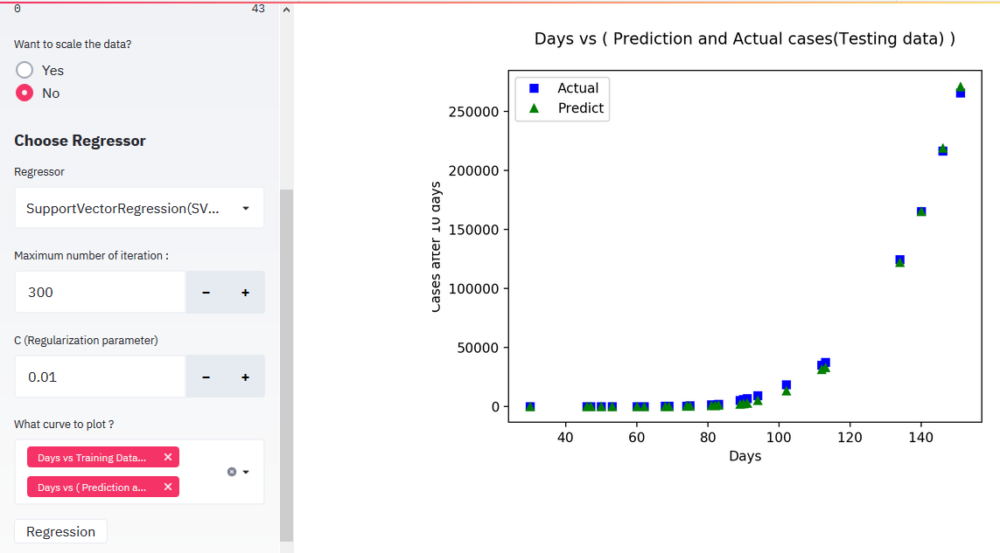 0 43
Want to scale the data?
Yes
No
Choose Regressor
Regressor
SupportVectorRegression(SV...
Maximum number of iteration :
300
− +
C (Regularization parameter)
0.01
− +
What curve to plot ?
Days vs Training Data... ×
Days vs ( Prediction a... ×
Regression
Days vs ( Prediction and Actual cases(Testing data) )
Actual
Predict
250000
200000
150000
100000
50000
0
Cases after 10 days
40 60 80 100 120 140
Days